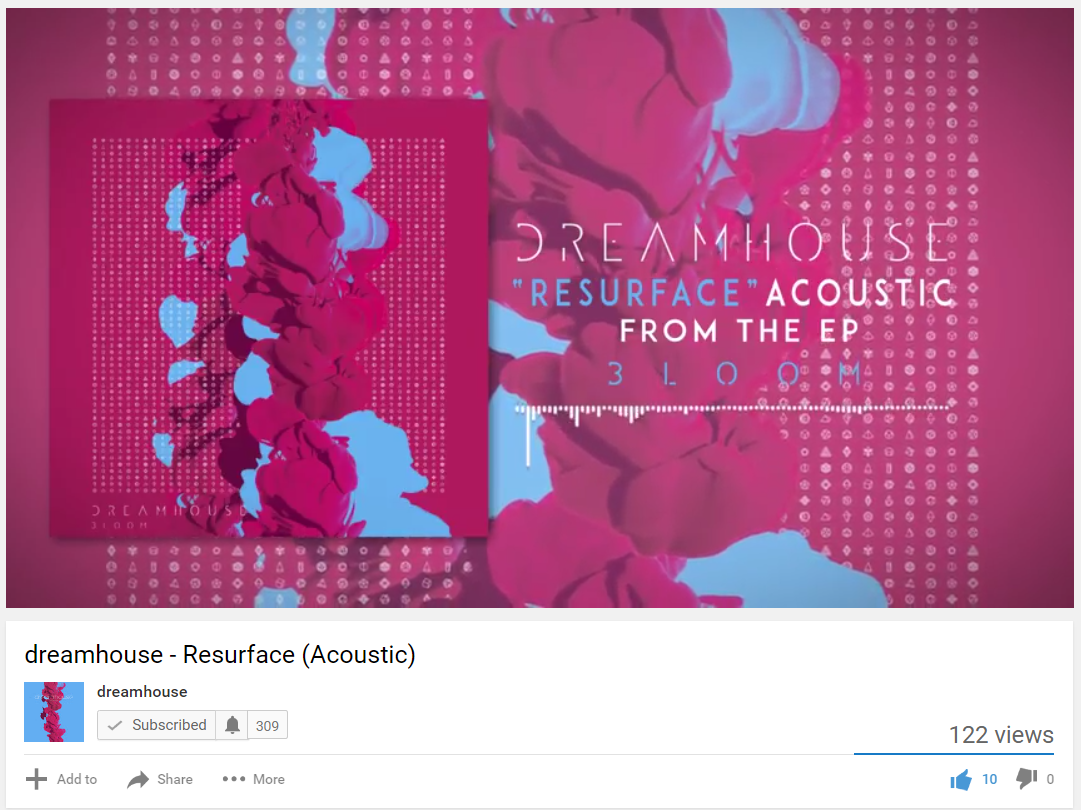 DREAMHOUSE
"RESURFACE" ACOUSTIC
FROM THE EP
BLOOM
DREAMHOUSE
BLOOM
dreamhouse - Resurface (Acoustic)
dreamhouse
Subscribed 309
122 views
Add to Share More 10 0